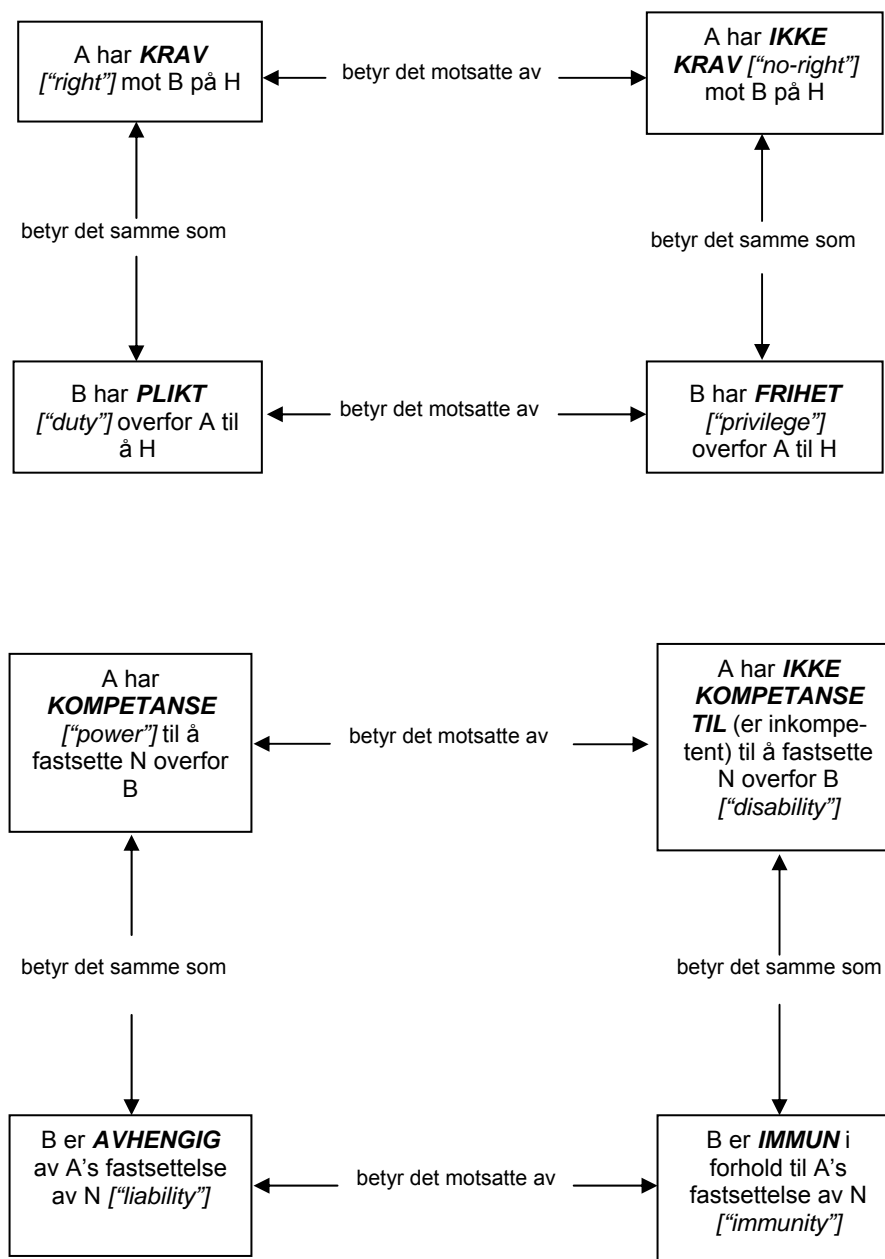 A har KRAV
["right"] mot B på H
betyr det motsatte av
A har IKKE
KRAV ["no-right"]
mot B på H
betyr det samme som
betyr det samme som
B har PLIKT
["duty"] overfor A til
å H
betyr det motsatte av
B har FRIHET
["privilege"]
overfor A til H
A har
KOMPETANSE
["power"] til å
fastsette N overfor
B
betyr det motsatte av
A har IKKE
KOMPETANSE
TIL (er inkompe-
tent) til å fastsette
N overfor B
["disability"]
betyr det samme som
betyr det samme som
B er AVHENGIG
av A's fastsettelse
av N ["liability"]
betyr det motsatte av
B er IMMUN i
forhold til A's
fastsettelse av N
["immunity"]